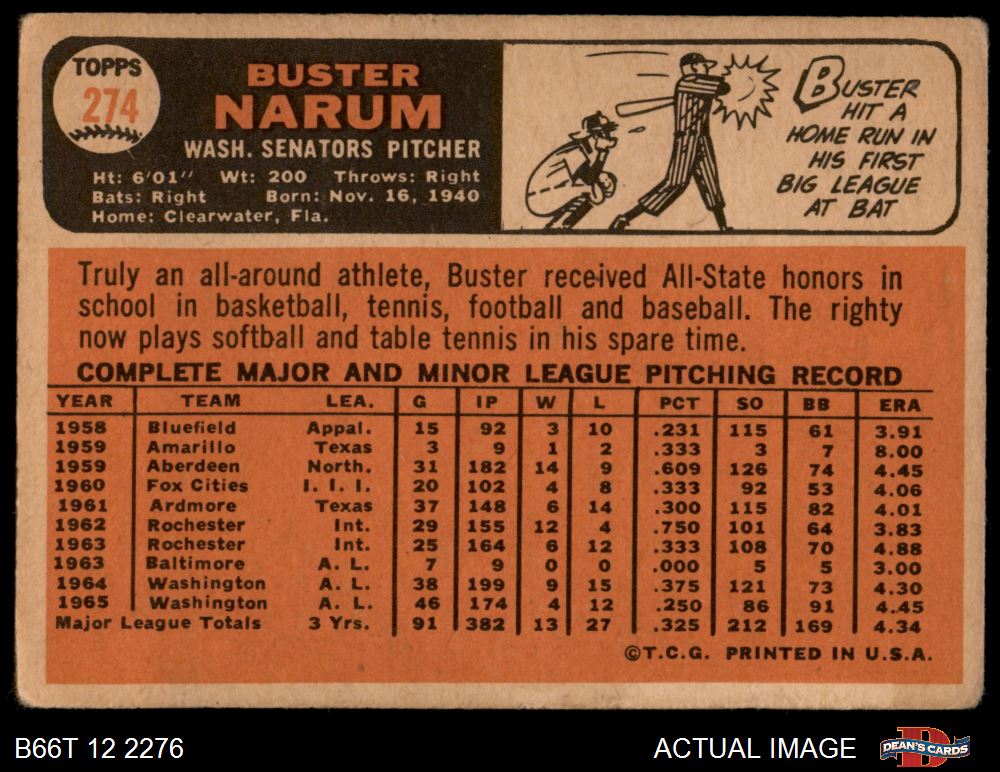 TOPPS
274
BUSTER
NARUM
WASH. SENATORS PITCHER
Ht: 6'01" Wt: 200 Throws: Right
Bats: Right Born: Nov. 16, 1940
Home: Clearwater, Fla.
BUSTER
HIT A
HOME RUN IN
HIS FIRST
BIG LEAGUE
AT BAT
Truly an all-around athlete, Buster received All-State honors in
school in basketball, tennis, football and baseball. The righty
now plays softball and table tennis in his spare time.
COMPLETE MAJOR AND MINOR LEAGUE PITCHING RECORD
YEAR TEAM LEA. G IP W L PCT SO BB ERA
1958 Bluefield Appal. 15 92 3 10 .231 115 61 3.91
1959 Amarillo Texas 3 9 1 2 .333 3 7 8.00
1959 Aberdeen North. 31 182 14 9 .609 126 74 4.45
1960 Fox Cities I. I. I. 20 102 4 8 .333 92 53 4.06
1961 Ardmore Texas 37 148 6 14 .300 115 82 4.01
1962 Rochester Int. 29 155 12 4 .750 101 64 3.83
1963 Rochester Int. 25 164 6 12 .333 108 70 4.88
1963 Baltimore A. L. 7 9 0 0 .000 5 5 3.00
1964 Washington A. L. 38 199 9 15 .375 121 73 4.30
1965 Washington A. L. 46 174 4 12 .250 86 91 4.45
Major League Totals 3 Yrs. 91 382 13 27 .325 212 169 4.34
©T.C.G. PRINTED IN U.S.A.
B66T 12 2276
ACTUAL IMAGE
D
DEAN'S CARDS